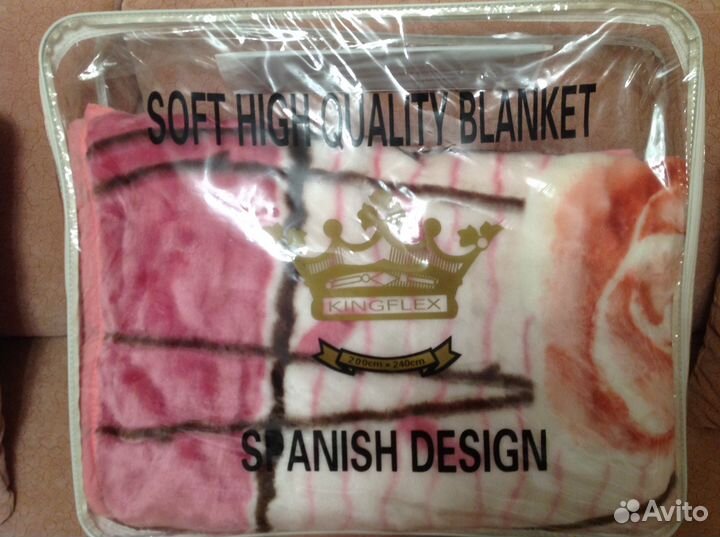 SOFT HIGH QUALITY BLANKET
KINGFLEX
200cm × 240cm
SPANISH DESIGN
Avito